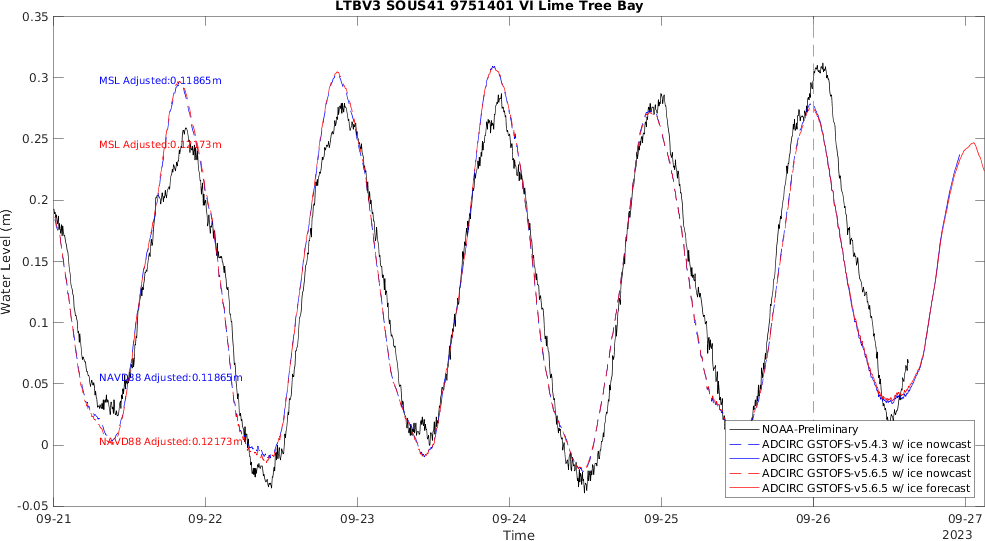 LTBV3 SOUS41 9751401 VI Lime Tree Bay
0.35
0.3
0.25
0.2
0.15
0.1
0.05
0
-0.05
Water Level (m)
MSL Adjusted:0.11865m
MSL Adjusted:0.12173m
NAVD88 Adjusted:0.11865m
NAVD88 Adjusted:0.12173m
NOAA-Preliminary
ADCIRC GSTOFS-v5.4.3 w/ ice nowcast
ADCIRC GSTOFS-v5.4.3 w/ ice forecast
ADCIRC GSTOFS-v5.6.5 w/ ice nowcast
ADCIRC GSTOFS-v5.6.5 w/ ice forecast
09-21 09-22 09-23 09-24 09-25 09-26 09-27
Time
2023